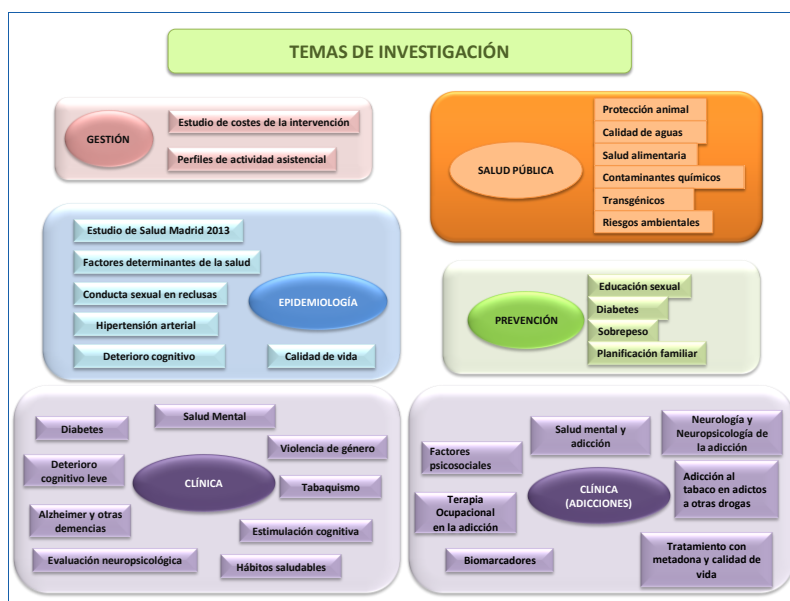 TEMAS DE INVESTIGACIÓN
GESTIÓN
Estudio de costes de la intervención
Perfiles de actividad asistencial
SALUD PÚBLICA
Protección animal
Calidad de aguas
Salud alimentaria
Contaminantes químicos
Transgénicos
Riesgos ambientales
Estudio de Salud Madrid 2013
Factores determinantes de la salud
Conducta sexual en reclusas
Hipertensión arterial
Deterioro cognitivo
EPIDEMIOLOGÍA
Calidad de vida
PREVENCIÓN
Educación sexual
Diabetes
Sobrepeso
Planificación familiar
Salud Mental
Diabetes
Violencia de género
Deterioro
cognitivo leve
CLÍNICA
Tabaquismo
Alzheimer y otras
demencias
Estimulación cognitiva
Evaluación neuropsicológica
Hábitos saludables
Salud mental y
adicción
Neurología y
Neuropsicología de
la adicción
Factores
psicosociales
CLÍNICA
(ADICCIONES)
Adicción al
tabaco en adictos
a otras drogas
Terapia
Ocupacional
en la adicción
Biomarcadores
Tratamiento con
metadona y calidad de
vida